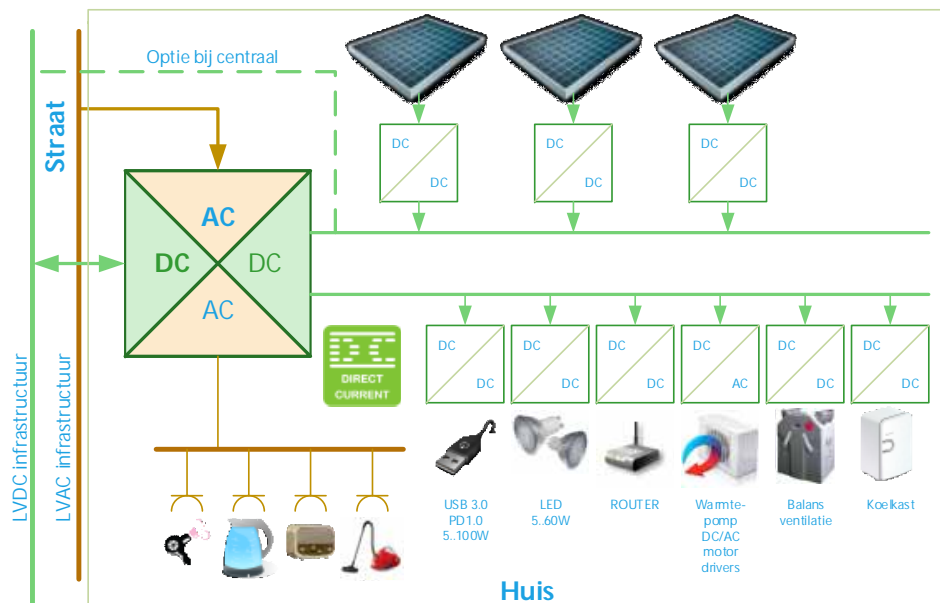 Optie bij centraal
Straat
DC
DC
DC
DC
DC
DC
AC
DC
DC
AC
LVDC infrastructuur
LVAC infrastructuur
DIRECT
CURRENT
DC
DC
DC
DC
DC
DC
DC
AC
DC
DC
DC
DC
USB 3.0
PD1.0
5..100W
LED
5..60W
ROUTER
Warmte-
pomp
DC/AC
motor
drivers
Balans
ventilatie
Koelkast
Huis